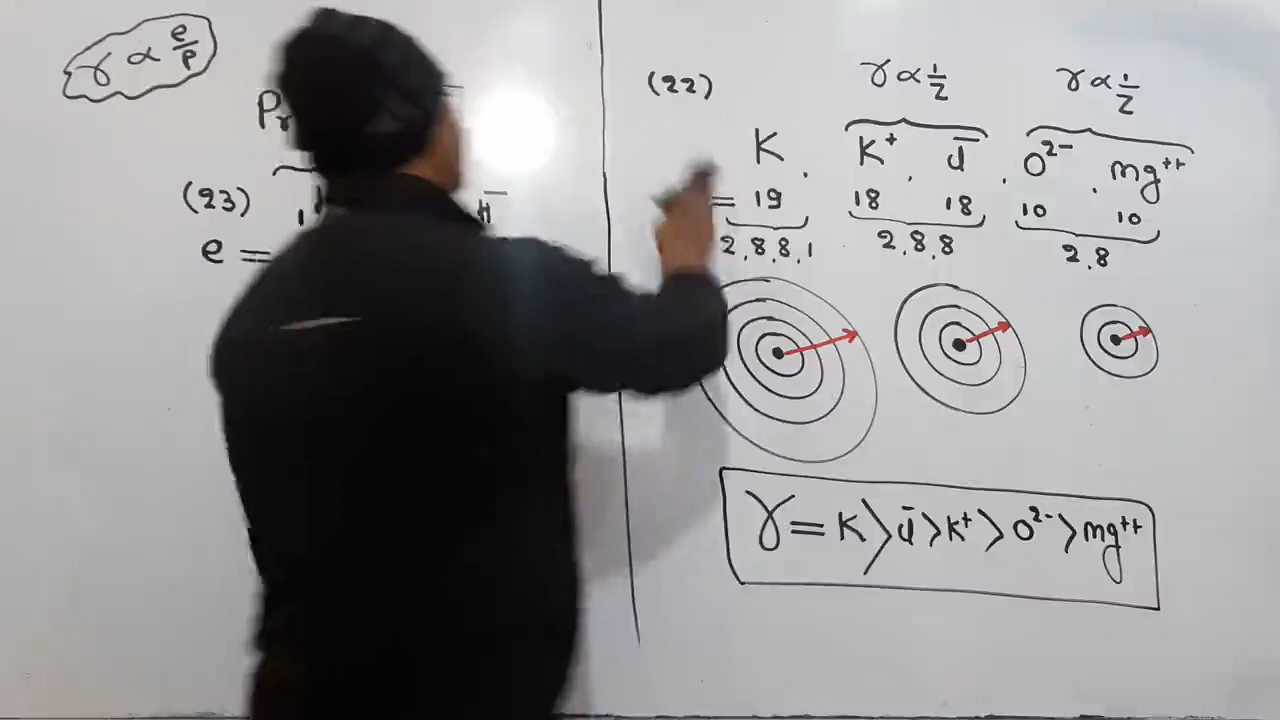 γ ∝ e/p
(23)
e =
(22)
γ ∝ 1/Z γ ∝ 1/Z
K , K⁺ , Cl⁻ , O²⁻ , mg⁺⁺
= 19 18 18 10 10
2,8,8,1 2,8,8 2,8
γ = K > Cl⁻ > K⁺ > O²⁻ > mg⁺⁺